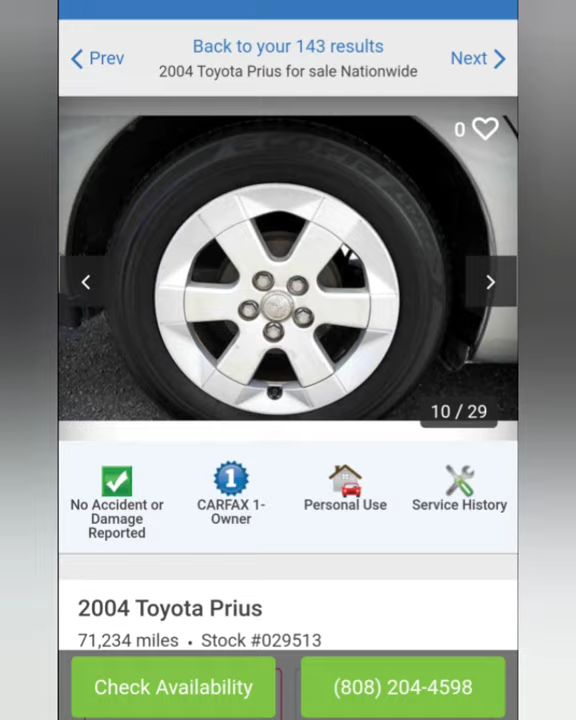 Prev
Back to your 143 results
2004 Toyota Prius for sale Nationwide
Next
0
10 / 29
No Accident or
Damage
Reported
1
CARFAX 1-
Owner
Personal Use
Service History
2004 Toyota Prius
71,234 miles • Stock #029513
Check Availability
(808) 204-4598